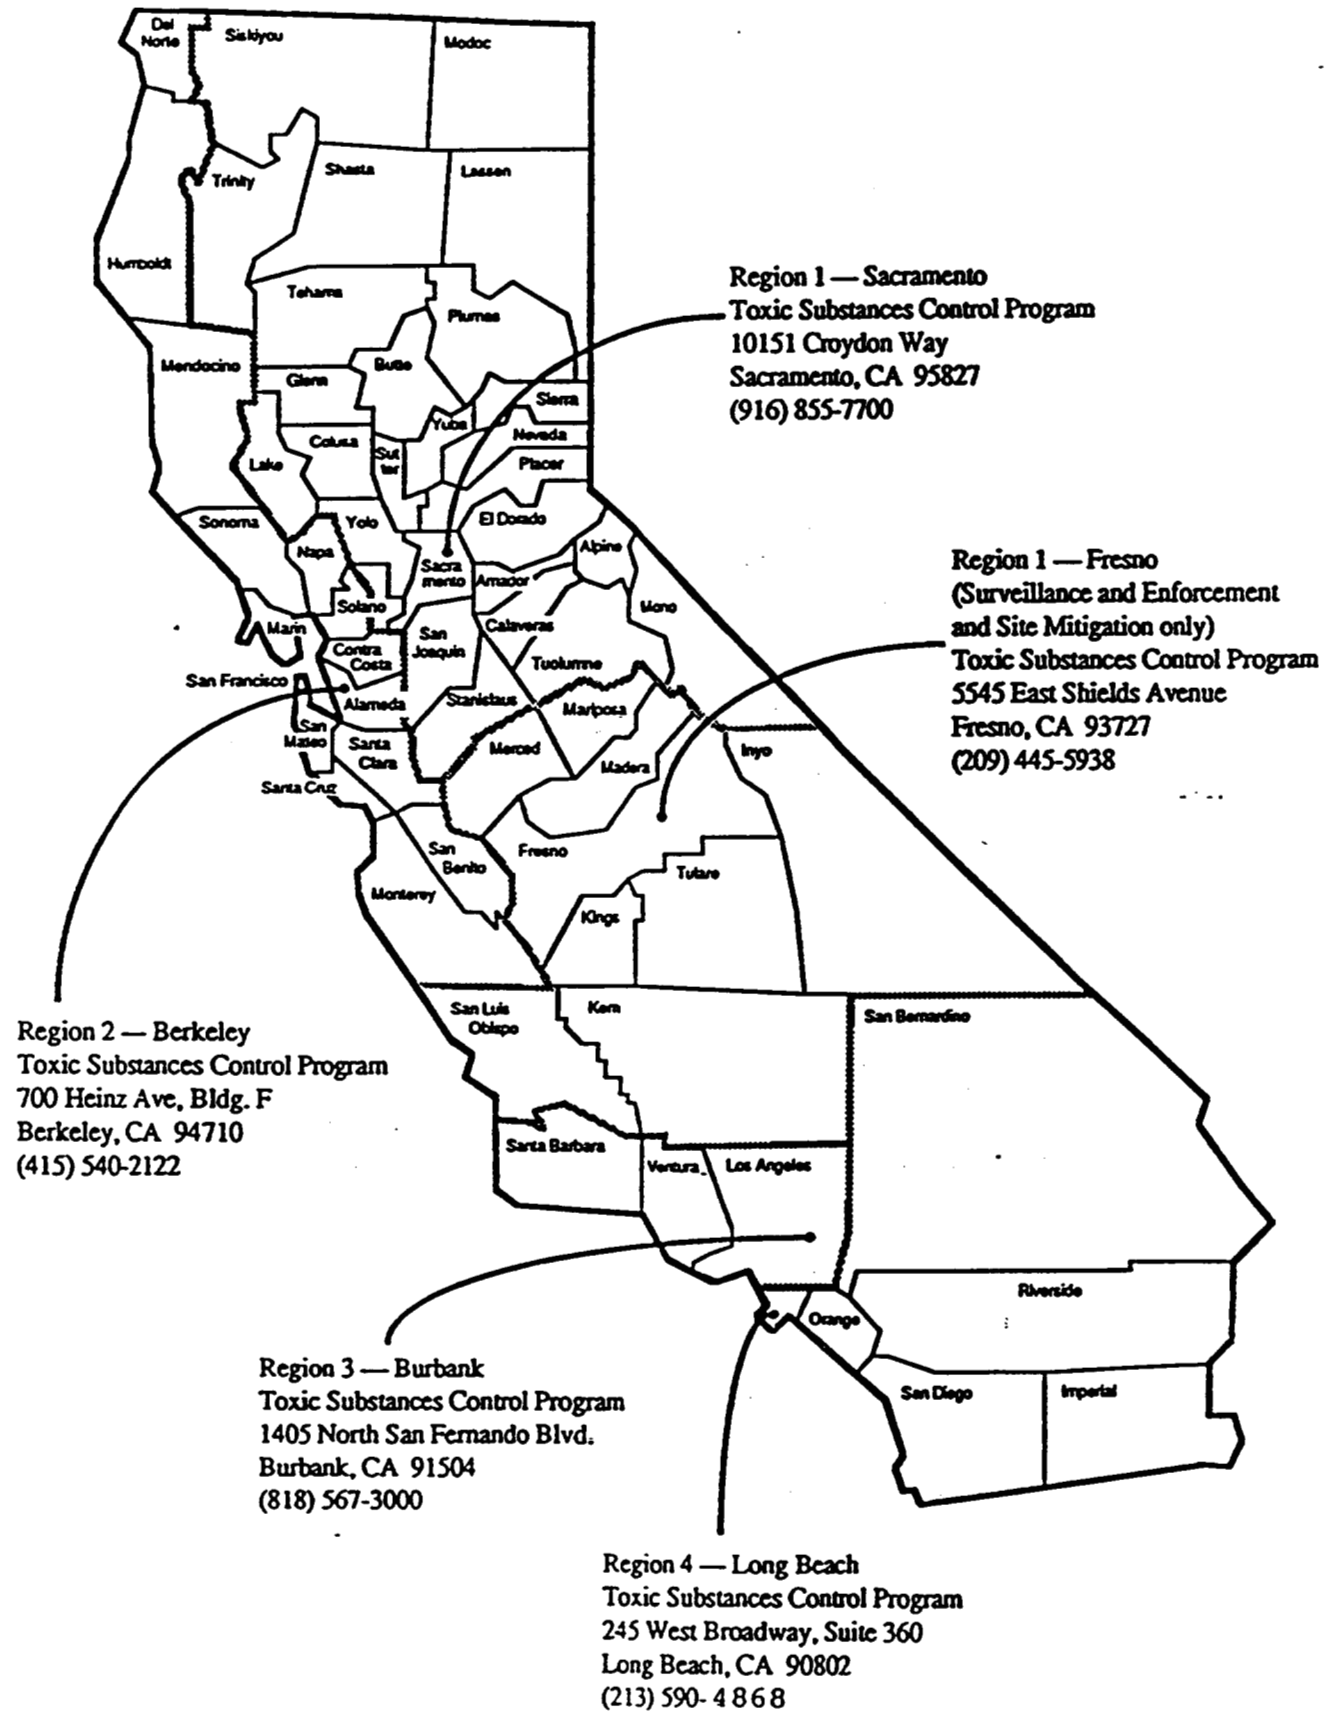 Del
Norte
Siskiyou
Modoc
Shasta
Lassen
Trinity
Humboldt
Tehama
Plumas
Mendocino
Glenn
Butte
Sierra
Yuba
Nevada
Colusa
Sut
ter
Lake
Placer
Sonoma
Yolo
El Dorado
Napa
Alpine
Sacra
mento
Amador
Solano
Mono
Marin
San
Joaquin
Calaveras
Contra
Costa
Tuolumne
San Francisco
Alameda
Stanislaus
Mariposa
San
Mateo
Santa
Clara
Merced
Inyo
Madera
Santa Cruz
San
Benito
Fresno
Tulare
Monterey
Kings
San Luis
Obispo
Kern
San Bernardino
Santa Barbara
Ventura
Los Angeles
Riverside
Orange
San Diego
Imperial
Region 1 — Sacramento
Toxic Substances Control Program
10151 Croydon Way
Sacramento, CA 95827
(916) 855-7700
Region 1 — Fresno
(Surveillance and Enforcement
and Site Mitigation only)
Toxic Substances Control Program
5545 East Shields Avenue
Fresno, CA 93727
(209) 445-5938
Region 2 — Berkeley
Toxic Substances Control Program
700 Heinz Ave, Bldg. F
Berkeley, CA 94710
(415) 540-2122
Region 3 — Burbank
Toxic Substances Control Program
1405 North San Fernando Blvd.
Burbank, CA 91504
(818) 567-3000
Region 4 — Long Beach
Toxic Substances Control Program
245 West Broadway, Suite 360
Long Beach, CA 90802
(213) 590-4868